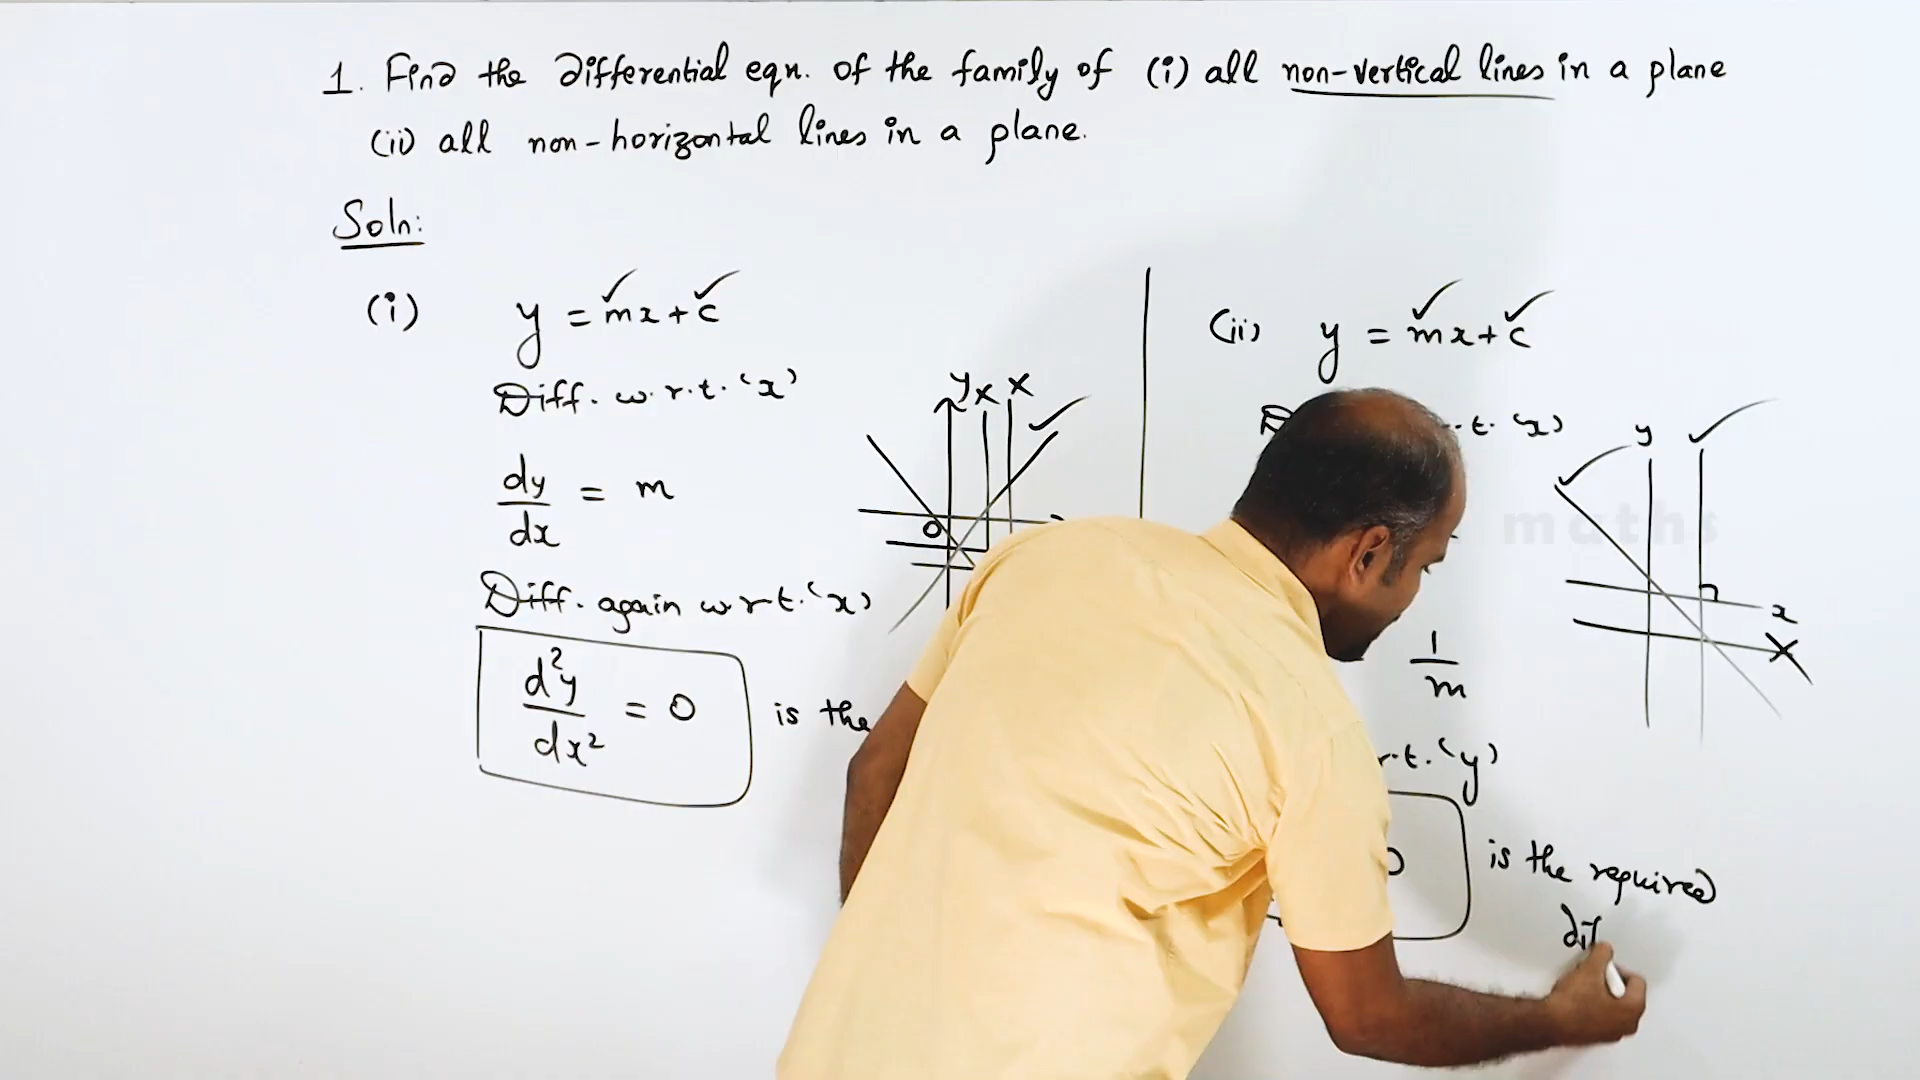 1. Find the differential eqn. of the family of (i) all non-vertical lines in a plane
(ii) all non-horizontal lines in a plane.
Soln:
(i) y = mx + c
Diff. w.r.t. 'x'
dy/dx = m
Diff. again w r t. 'x'
d²y/dx² = 0 is the
y x x
O
(ii) y = mx + c
t. 'x'
y
maths
x
x
1/m
r.t. 'y'
is the required